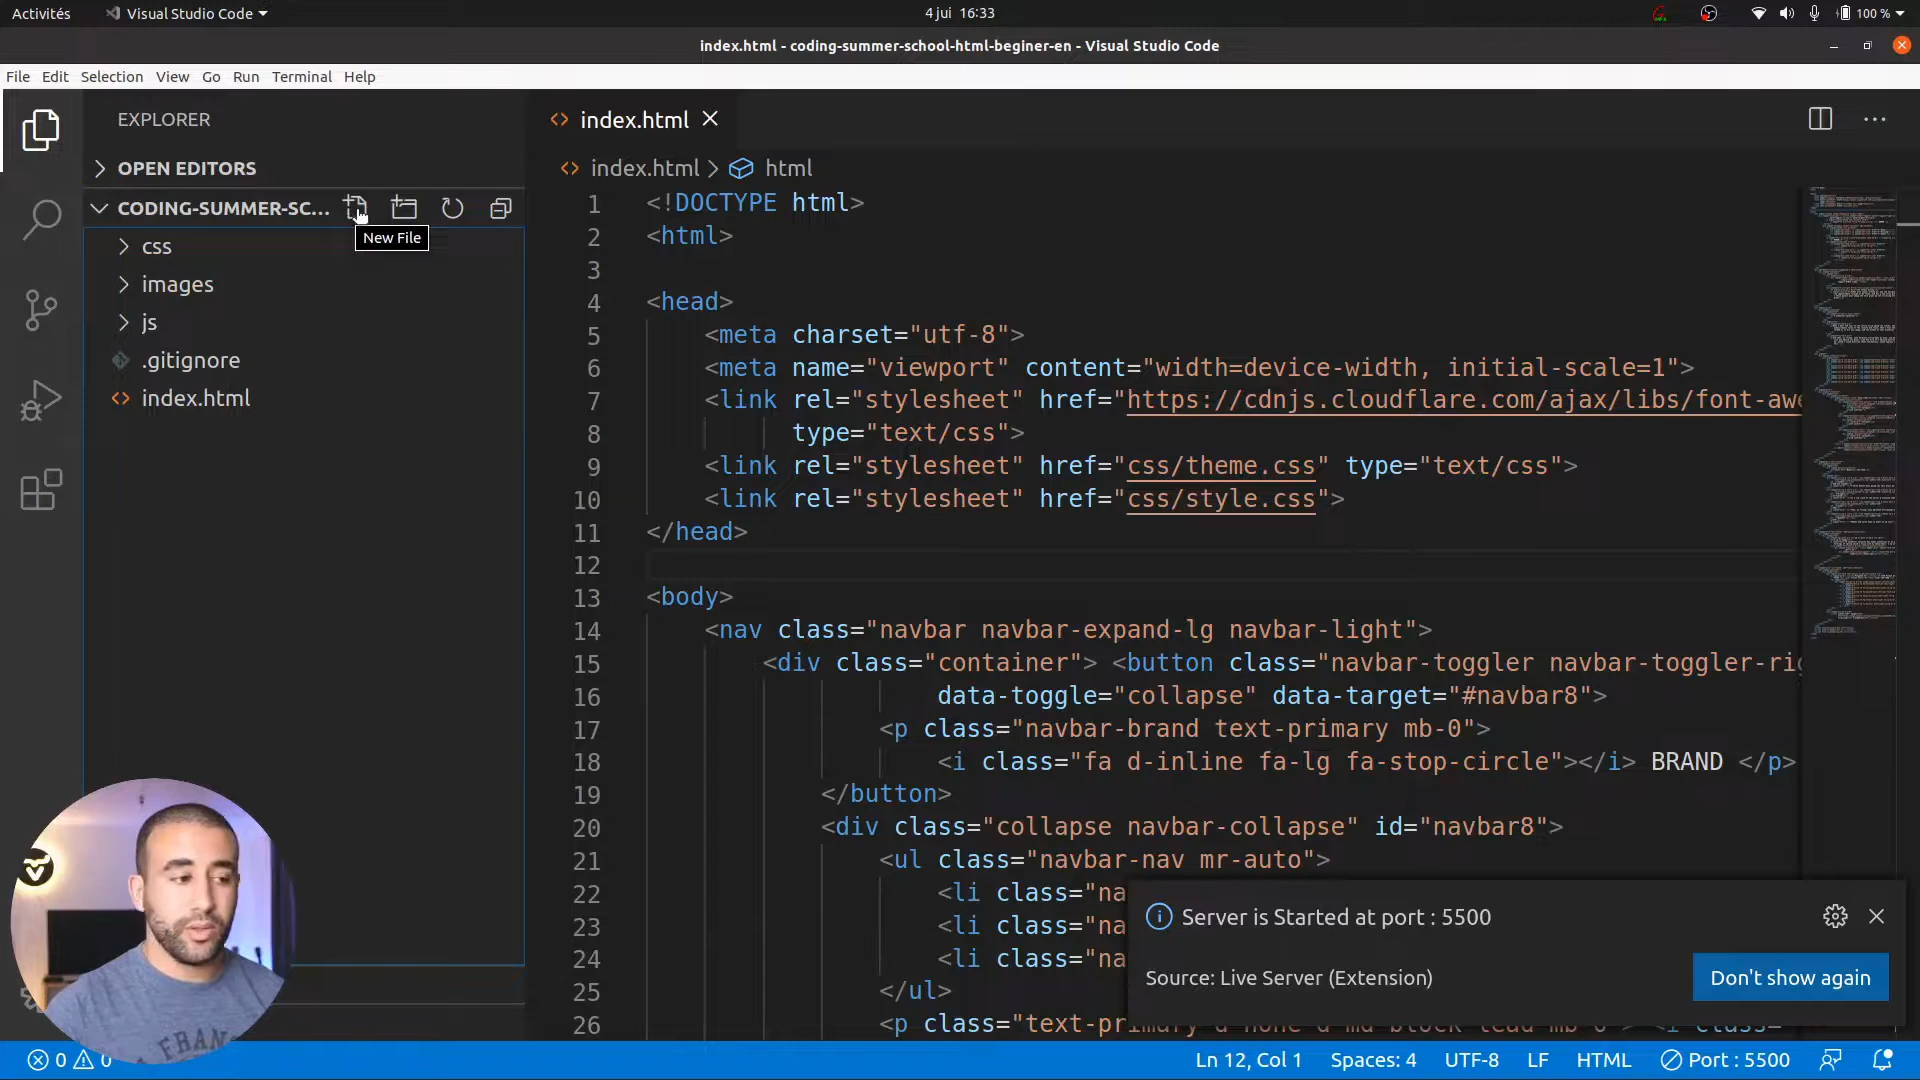 Activités
Visual Studio Code
4 jui 16:33
100 %
index.html - coding-summer-school-html-beginer-en - Visual Studio Code
File Edit Selection View Go Run Terminal Help
EXPLORER
OPEN EDITORS
CODING-SUMMER-SC...
New File
css
images
js
.gitignore
index.html
index.html
index.html > html
1 <!DOCTYPE html>
2 <html>
3
4 <head>
5 <meta charset="utf-8">
6 <meta name="viewport" content="width=device-width, initial-scale=1">
7 <link rel="stylesheet" href="https://cdnjs.cloudflare.com/ajax/libs/font-awe
8 type="text/css">
9 <link rel="stylesheet" href="css/theme.css" type="text/css">
10 <link rel="stylesheet" href="css/style.css">
11 </head>
12
13 <body>
14 <nav class="navbar navbar-expand-lg navbar-light">
15 <div class="container"> <button class="navbar-toggler navbar-toggler-rig
16 data-toggle="collapse" data-target="#navbar8">
17 <p class="navbar-brand text-primary mb-0">
18 <i class="fa d-inline fa-lg fa-stop-circle"></i> BRAND </p>
19 </button>
20 <div class="collapse navbar-collapse" id="navbar8">
21 <ul class="navbar-nav mr-auto">
22 <li class="na
23 <li class="na
24 <li class="na
25 </ul>
26 <p class="text-pr
Server is Started at port : 5500
Source: Live Server (Extension)
Don't show again
0 0
Ln 12, Col 1 Spaces: 4 UTF-8 LF HTML Port : 5500